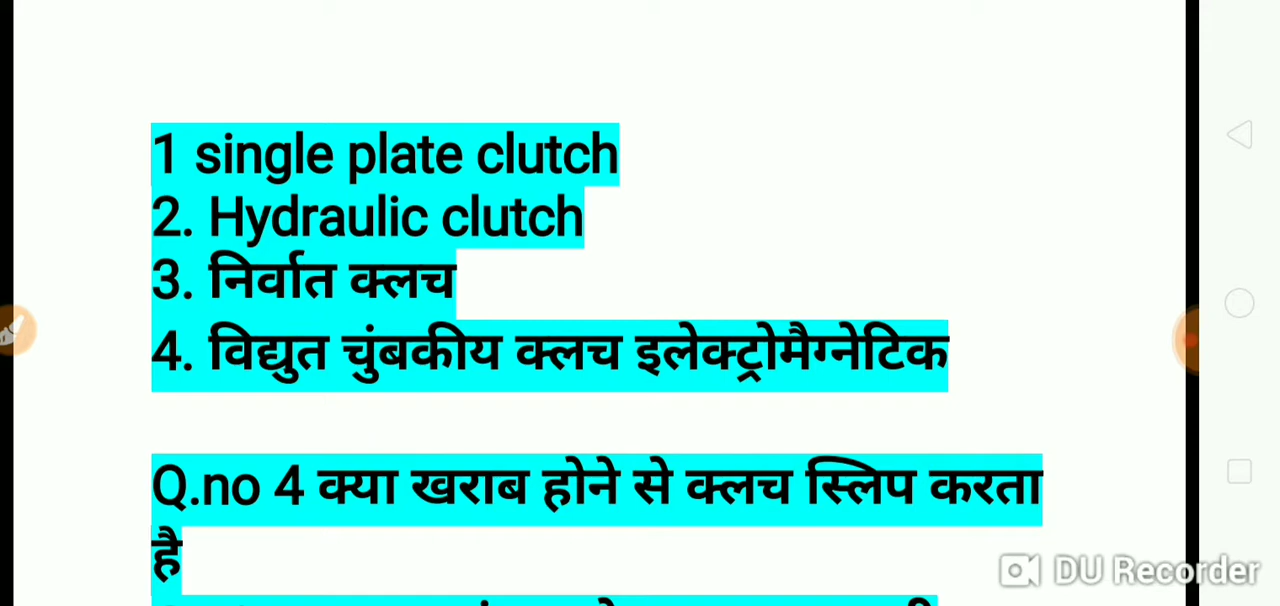 1 single plate clutch
2. Hydraulic clutch
3. निर्वात क्लच
4. विद्युत चुंबकीय क्लच इलेक्ट्रोमैग्नेटिक
Q.no 4 क्या खराब होने से क्लच स्लिप करता
है
DU Recorder